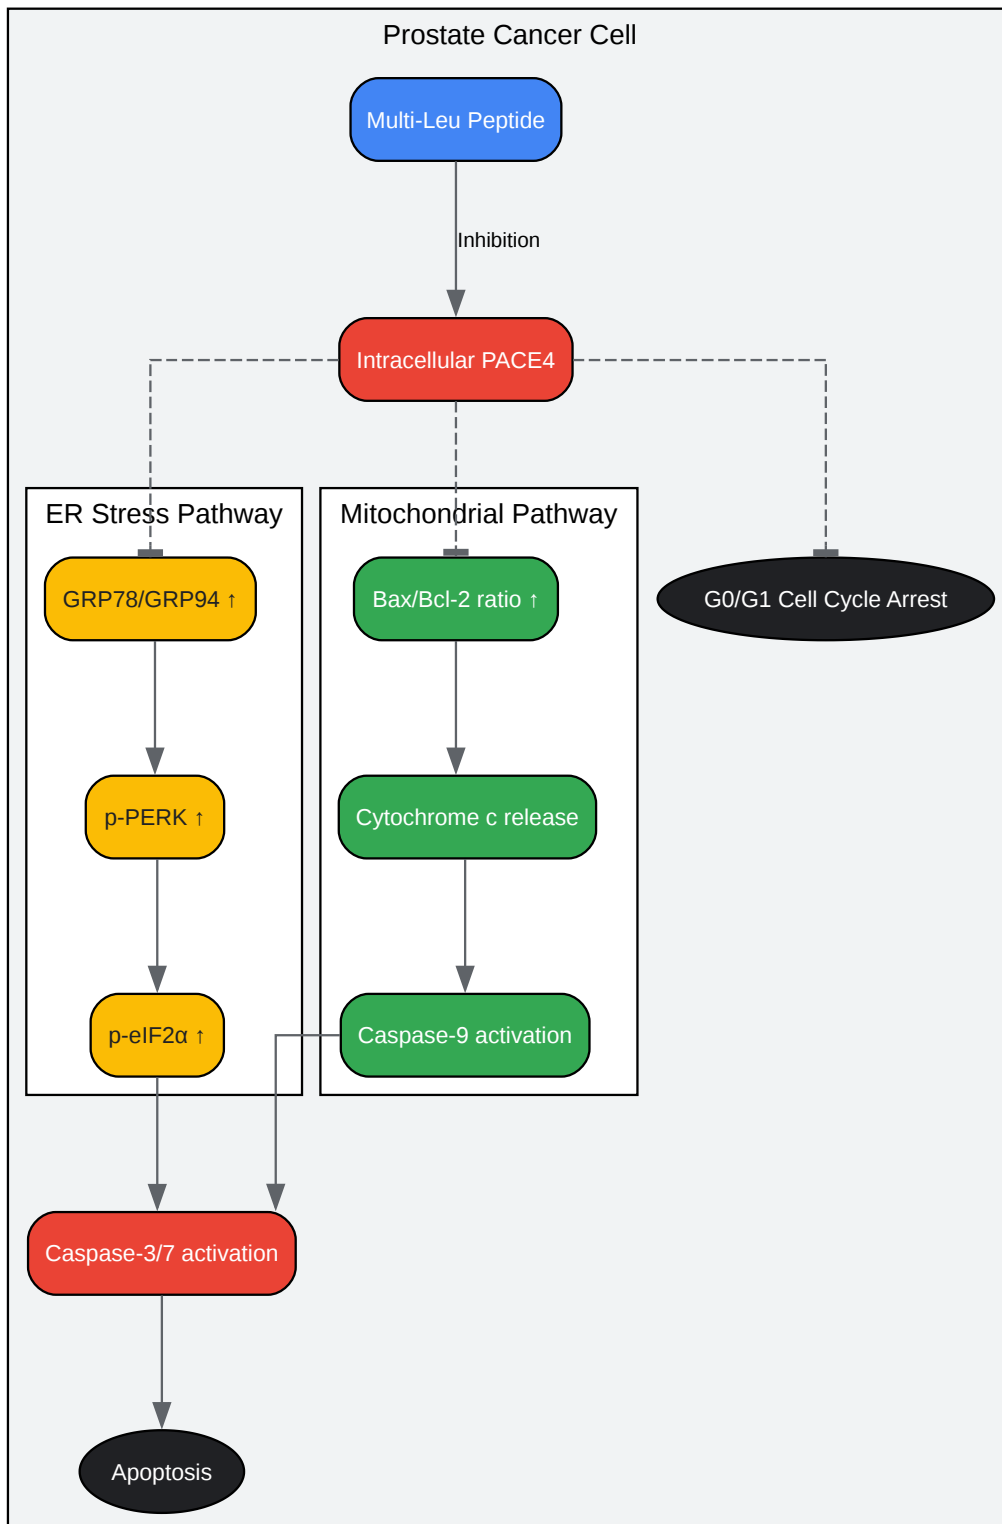 Prostate Cancer Cell
Multi-Leu Peptide
Inhibition
Intracellular PACE4
ER Stress Pathway
Mitochondrial Pathway
GRP78/GRP94 ↑
Bax/Bcl-2 ratio ↑
G0/G1 Cell Cycle Arrest
p-PERK ↑
Cytochrome c release
p-eIF2α ↑
Caspase-9 activation
Caspase-3/7 activation
Apoptosis